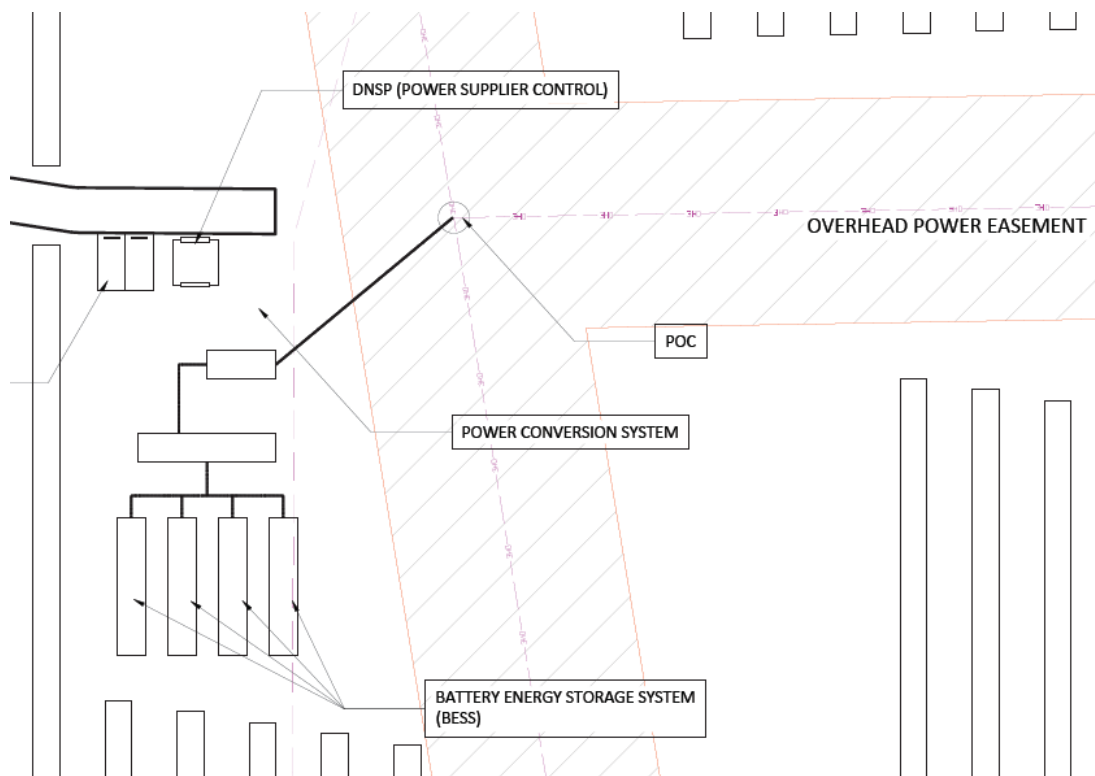 DNSP (POWER SUPPLIER CONTROL)
OVERHEAD POWER EASEMENT
POC
POWER CONVERSION SYSTEM
BATTERY ENERGY STORAGE SYSTEM
(BESS)